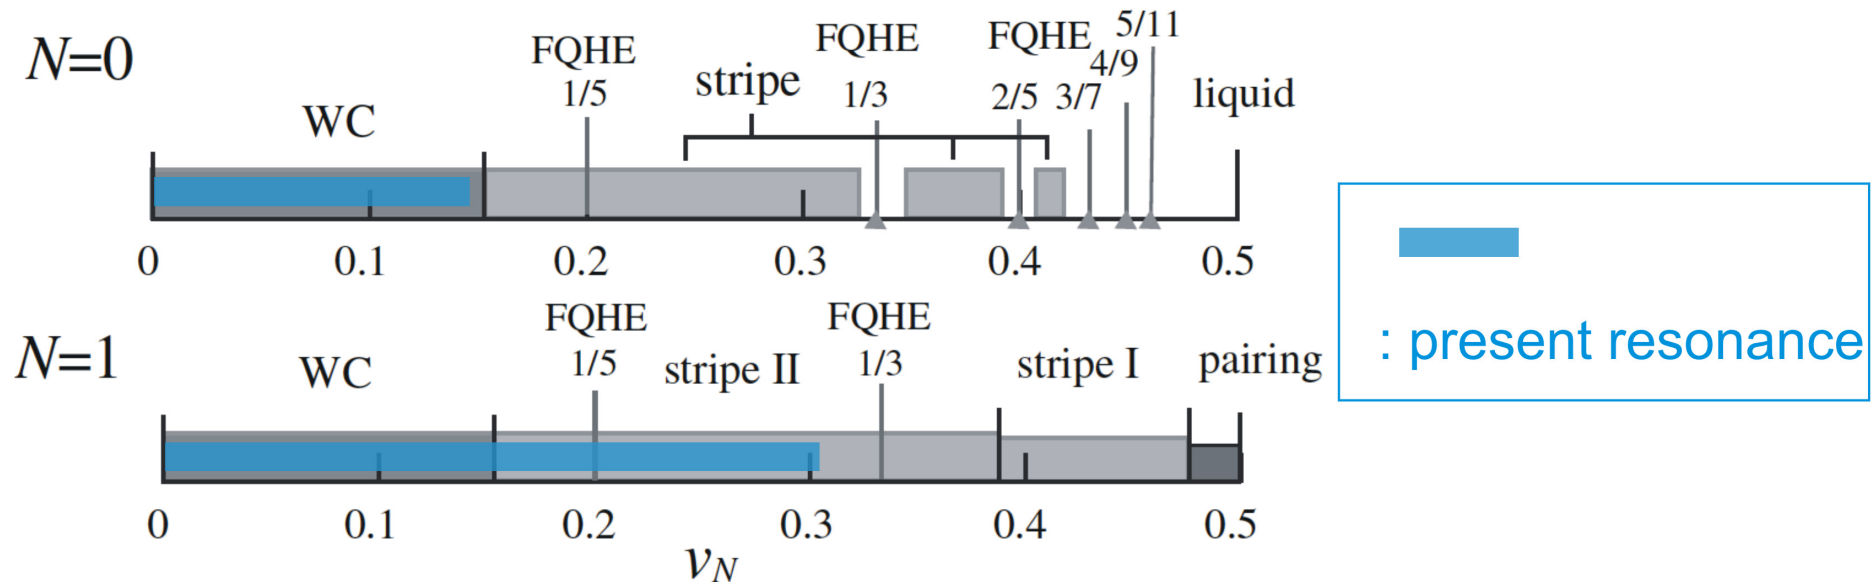 N=0
WC
FQHE
1/5
stripe
FQHE
1/3
FQHE
2/5
3/7
4/9
5/11
liquid
0 0.1 0.2 0.3 0.4 0.5
N=1
WC
FQHE
1/5
stripe II
FQHE
1/3
stripe I
pairing
0 0.1 0.2 0.3 0.4 0.5
νN
: present resonance